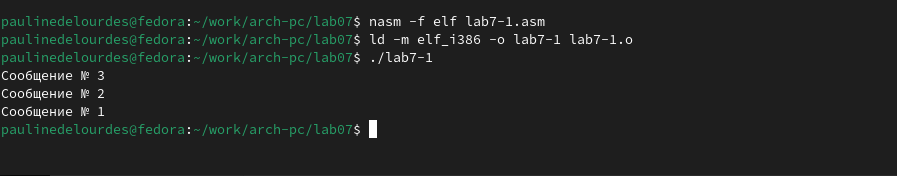 paulinedelourdes@fedora:~/work/arch-pc/lab07$ nasm -f elf lab7-1.asm
paulinedelourdes@fedora:~/work/arch-pc/lab07$ ld -m elf_i386 -o lab7-1 lab7-1.o
paulinedelourdes@fedora:~/work/arch-pc/lab07$ ./lab7-1
Сообщение № 3
Сообщение № 2
Сообщение № 1
paulinedelourdes@fedora:~/work/arch-pc/lab07$